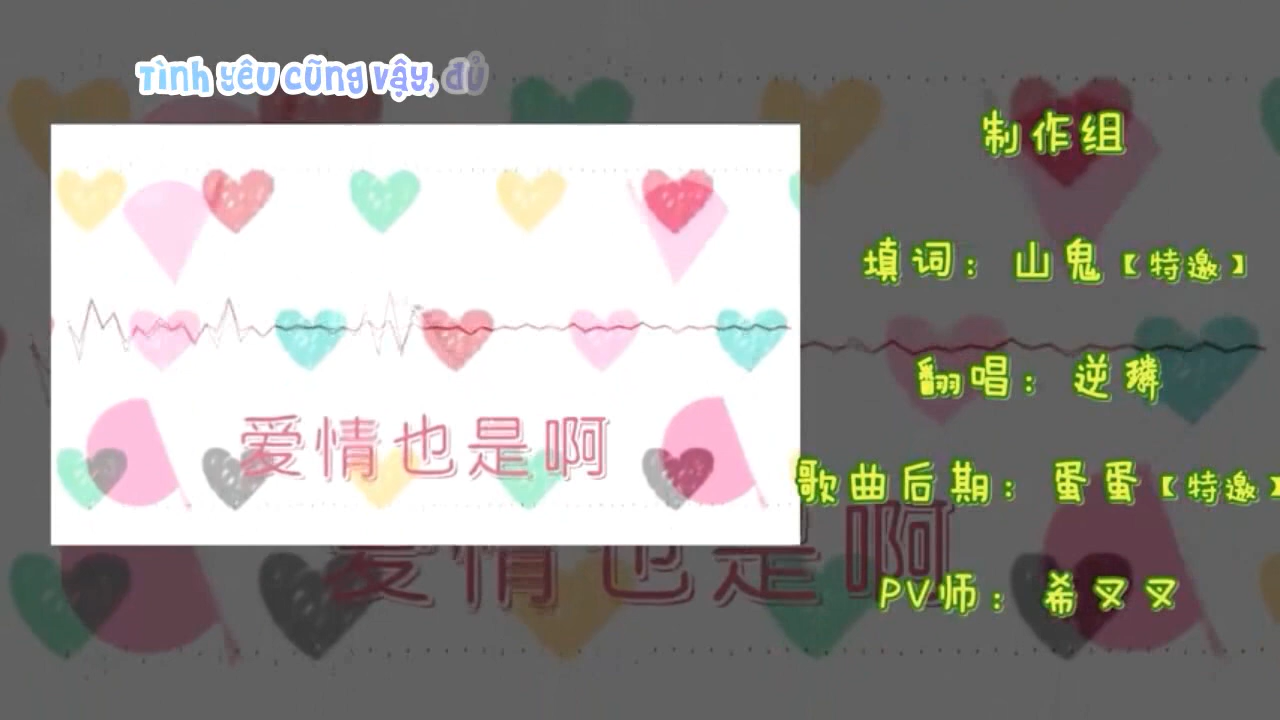 Tình yêu cũng vậy, đủ
制作组
填词：山鬼【特邀】
翻唱：逆璘
爱情也是啊
歌曲后期：蛋蛋【特邀】
爱情也是啊
PV师：希叉叉